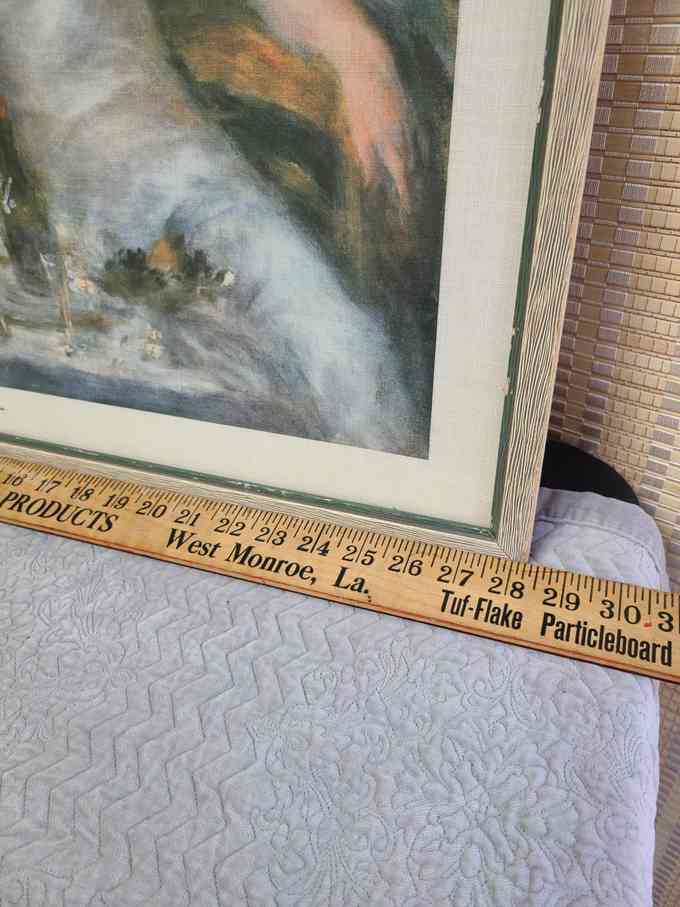 16 17 18 19 20 21 22 23 24 25 26 27 28 29 30 3
PRODUCTS
West Monroe, La.
Tuf-Flake Particleboard